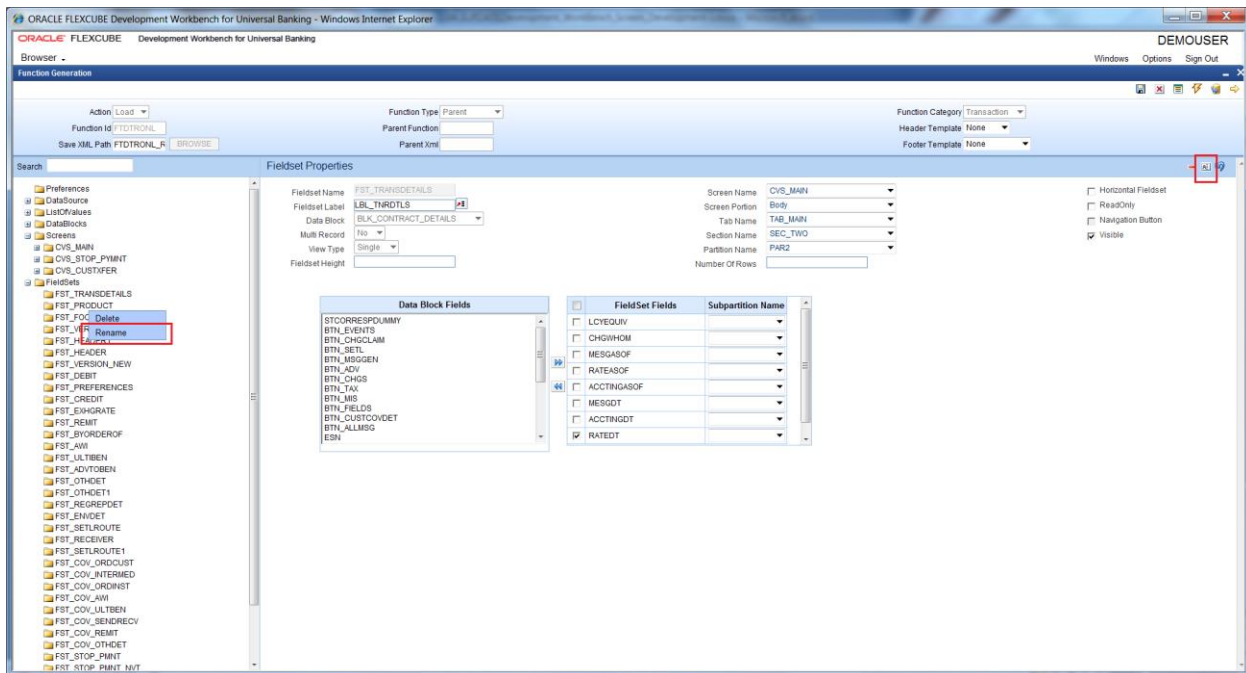 ORACLE FLEXCUBE Development Workbench for Universal Banking - Windows Internet Explorer
ORACLE FLEXCUBE Development Workbench for Universal Banking
DEMOUSER
Browser
Windows Options Sign Out
Function Generation
Action Load
Function Type Parent
Function Category Transaction
Function Id FTDTRONL
Parent Function
Header Template None
Save XML Path FTDTRONL_R BROWSE
Parent Xml
Footer Template None
Search
Fieldset Properties
Preferences
DataSource
ListOfValues
DataBlocks
Screens
CVS_MAIN
CVS_STOP_PYMNT
CVS_CUSTXFER
FieldSets
FST_TRANSDETAILS
FST_PRODUCT
FST_FOO
FST_VER
FST_HEADER1
FST_HEADER
FST_VERSION_NEW
FST_DEBIT
FST_PREFERENCES
FST_CREDIT
FST_EXHGRATE
FST_REMIT
FST_BYORDEROF
FST_AWI
FST_ULTIBEN
FST_ADVTOBEN
FST_OTHDET
FST_OTHDET1
FST_REGREPDET
FST_ENVDET
FST_SETLROUTE
FST_RECEIVER
FST_SETLROUTE1
FST_COV_ORDCUST
FST_COV_INTERMED
FST_COV_ORDINST
FST_COV_AWI
FST_COV_ULTBEN
FST_COV_SENDRECV
FST_COV_REMIT
FST_COV_OTHDET
FST_STOP_PMNT
FST_STOP_PMNT_NVT
Delete
Rename
Fieldset Name FST_TRANSDETAILS
Fieldset Label LBL_TNRDTLS
Data Block BLK_CONTRACT_DETAILS
Multi Record No
View Type Single
Fieldset Height
Screen Name CVS_MAIN
Screen Portion Body
Tab Name TAB_MAIN
Section Name SEC_TWO
Partition Name PAR2
Number Of Rows
Horizontal Fieldset
ReadOnly
Navigation Button
Visible
Data Block Fields
STCORRESPDUMMY
BTN_EVENTS
BTN_CHGCLAIM
BTN_SETL
BTN_MSGGEN
BTN_ADV
BTN_CHGS
BTN_TAX
BTN_MIS
BTN_FIELDS
BTN_CUSTCOVDET
BTN_ALLMSG
ESN
FieldSet Fields Subpartition Name
LCYEQUIV
CHGWHOM
MESGASOF
RATEASOF
ACCTINGASOF
MESGDT
ACCTINGDT
RATEDT